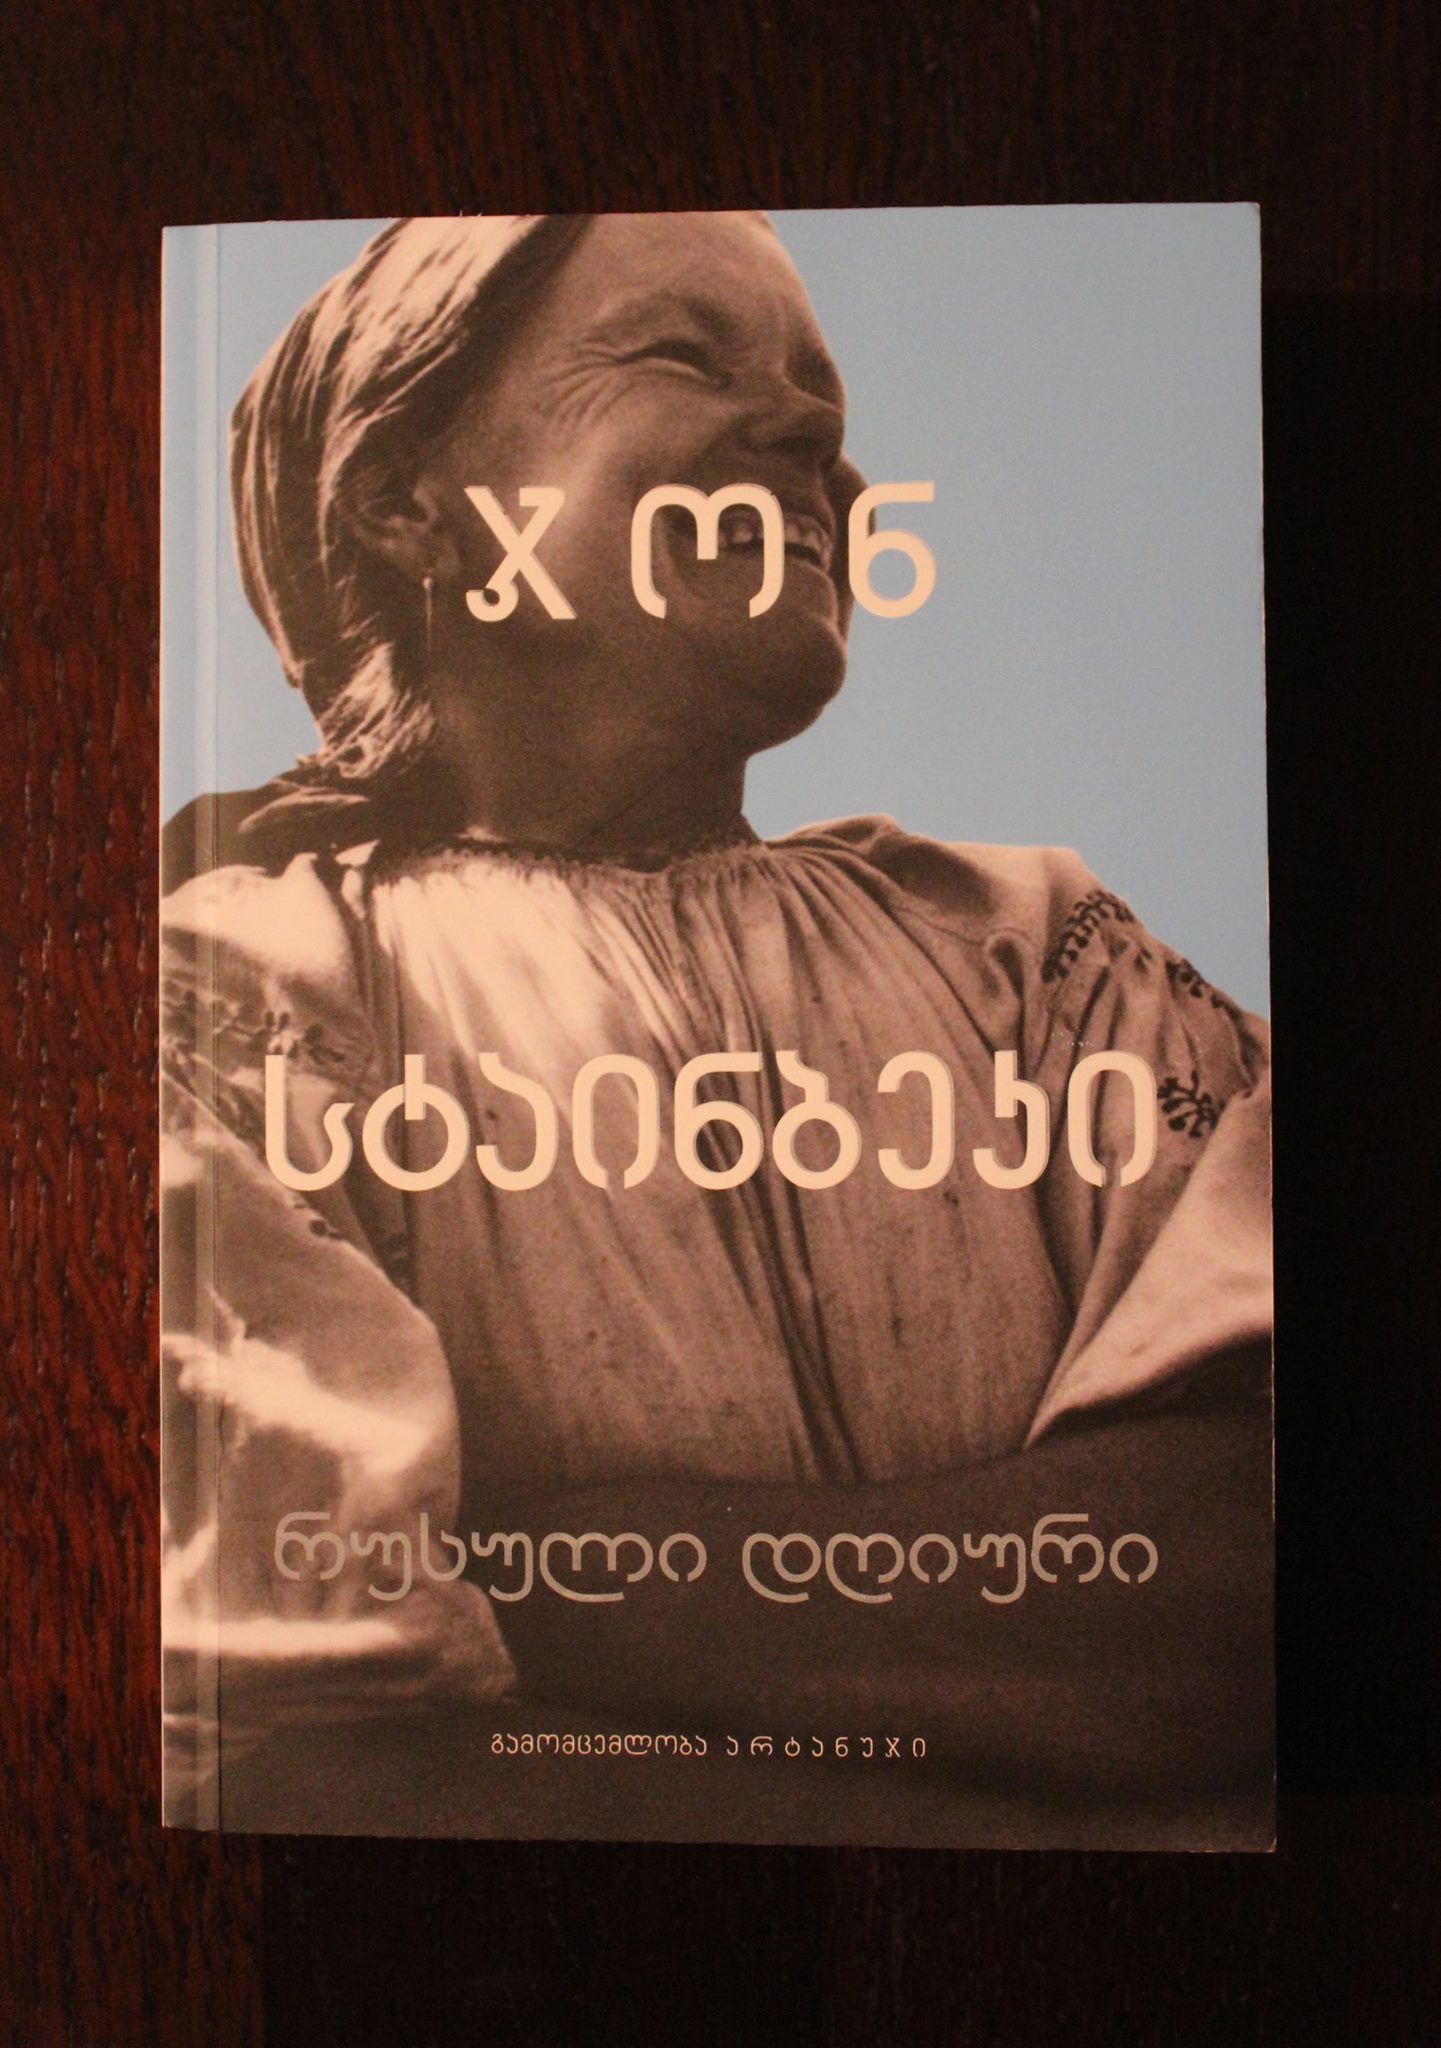 ჯონ
სტაინბეკი
რუსული დღიური
გამომცემლობა არტანუჯი